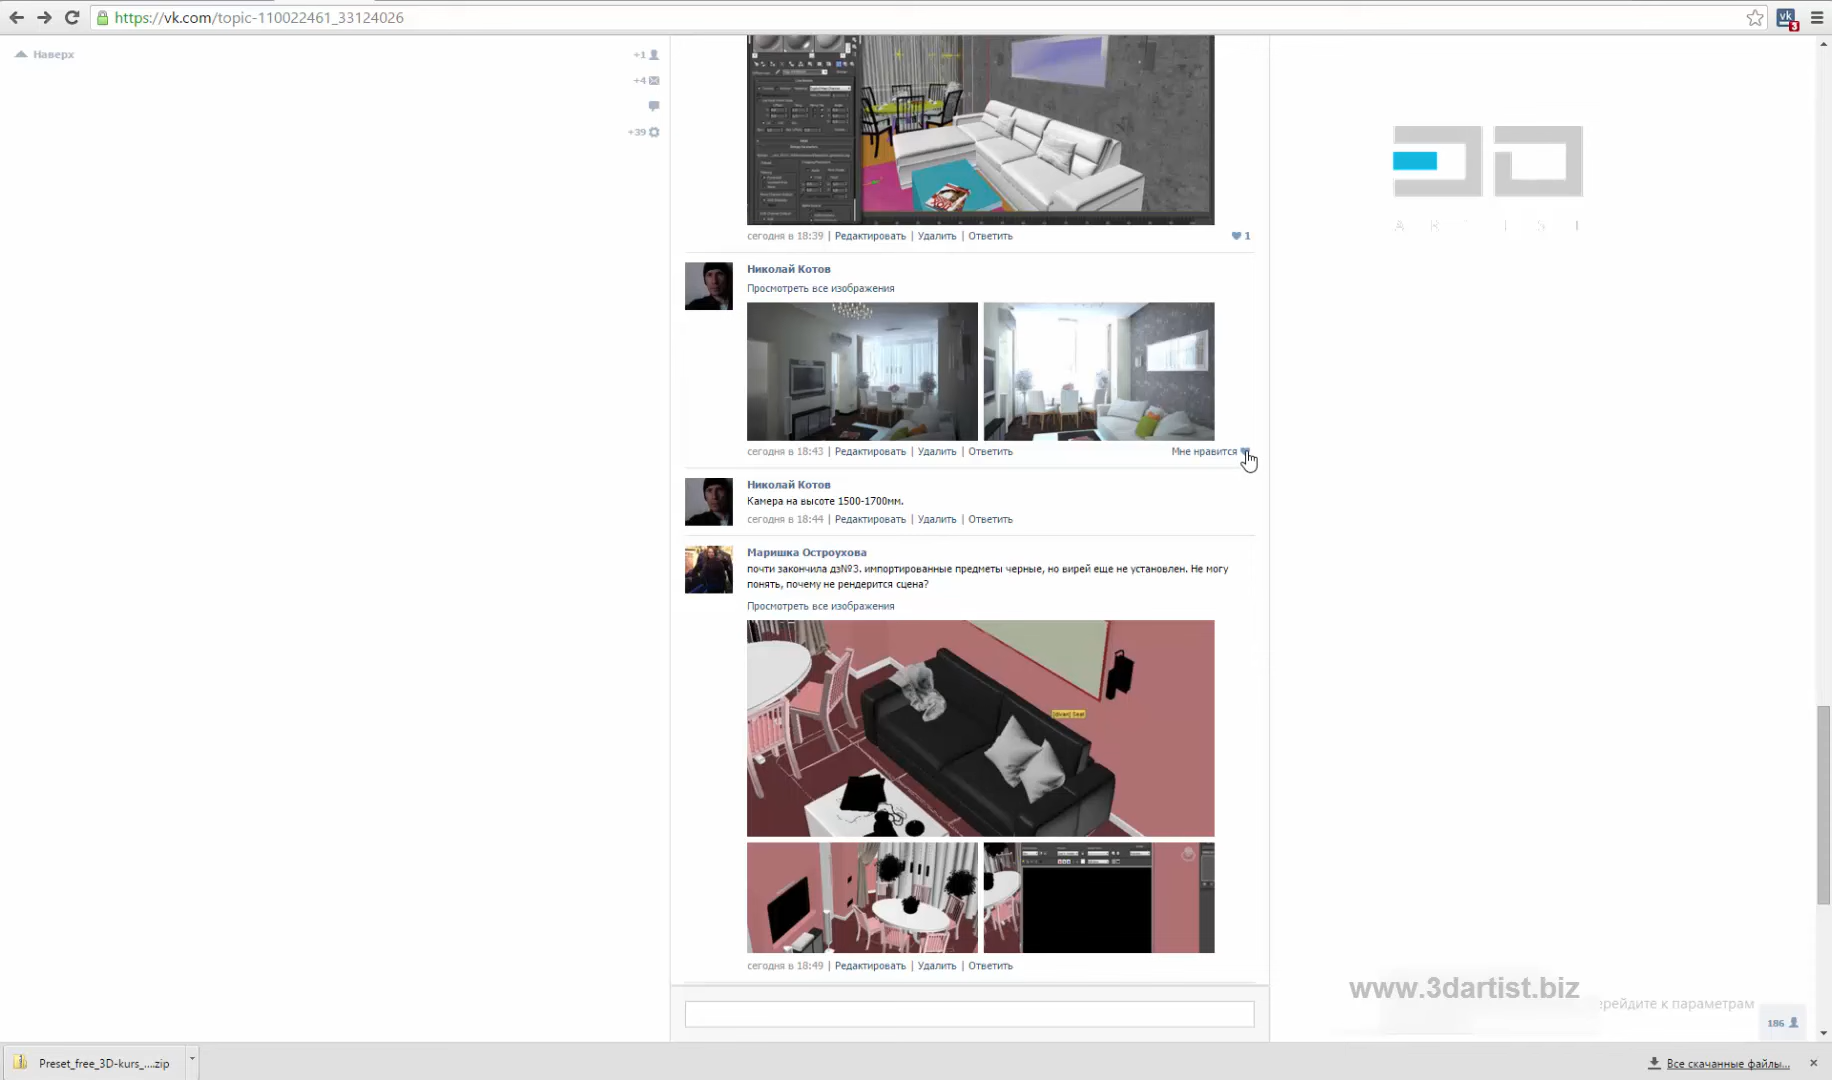 https://vk.com/topic-110022461_33124026
Наверх
+1
+4
+39
сегодня в 18:39 | Редактировать | Удалить | Ответить
1
Николай Котов
Просмотреть все изображения
сегодня в 18:43 | Редактировать | Удалить | Ответить
Мне нравится
Николай Котов
Камера на высоте 1500-1700мм.
сегодня в 18:44 | Редактировать | Удалить | Ответить
Маришка Остроухова
почти закончила дз№3. импортированные предметы черные, но вирей еще не установлен. Не могу
понять, почему не рендерится сцена?
Просмотреть все изображения
[divan] Seat
сегодня в 18:49 | Редактировать | Удалить | Ответить
www.3dartist.biz
ерейдите к параметрам
186
Preset_free_3D-kurs_....zip
Все скачанные файлы...